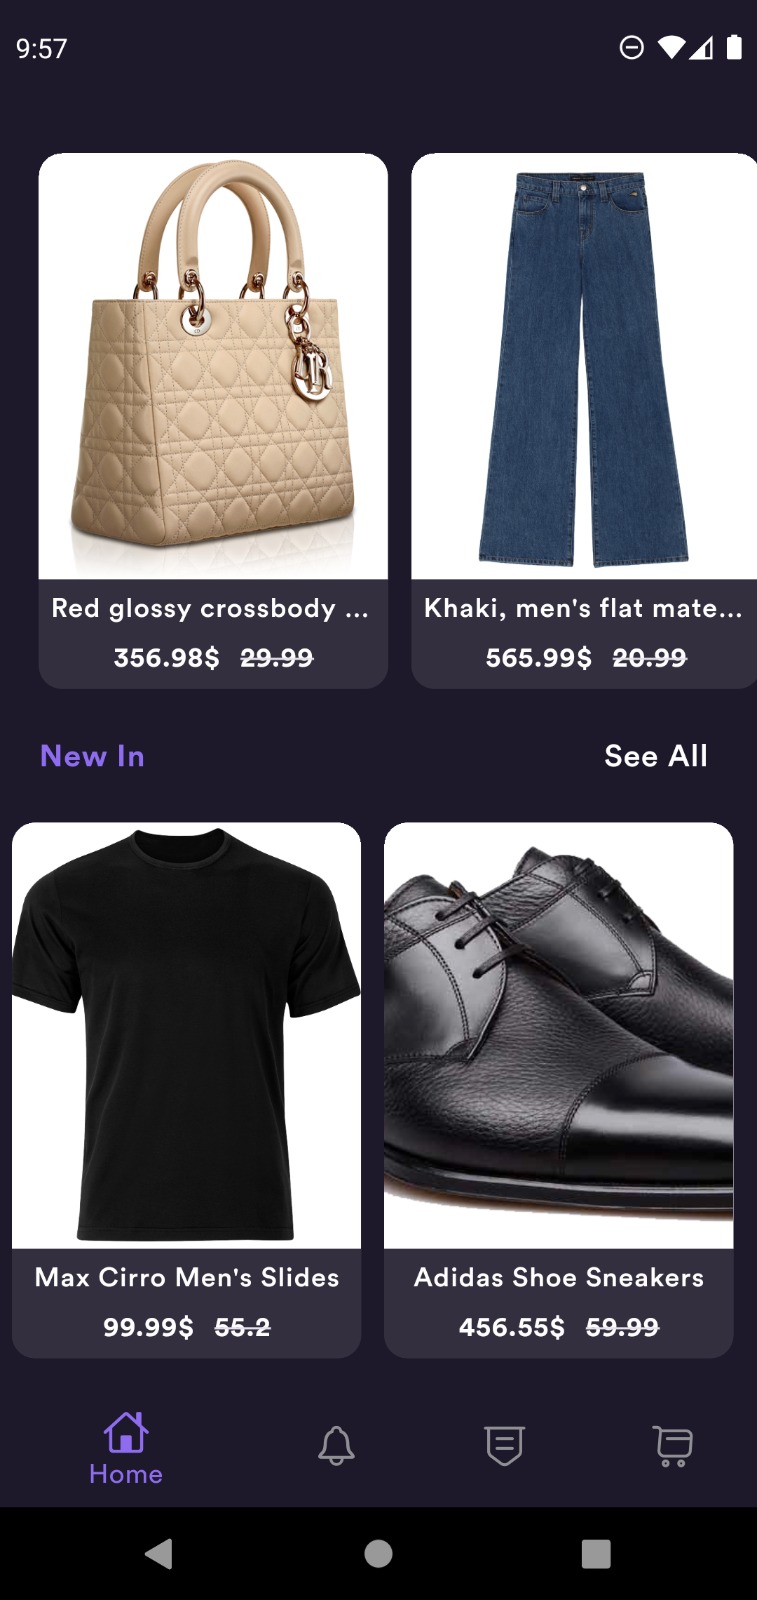 9:57
Red glossy crossbody ...
356.98$ 29.99
Khaki, men's flat mate...
565.99$ 20.99
New In
See All
Max Cirro Men's Slides
99.99$ 55.2
Adidas Shoe Sneakers
456.55$ 59.99
Home